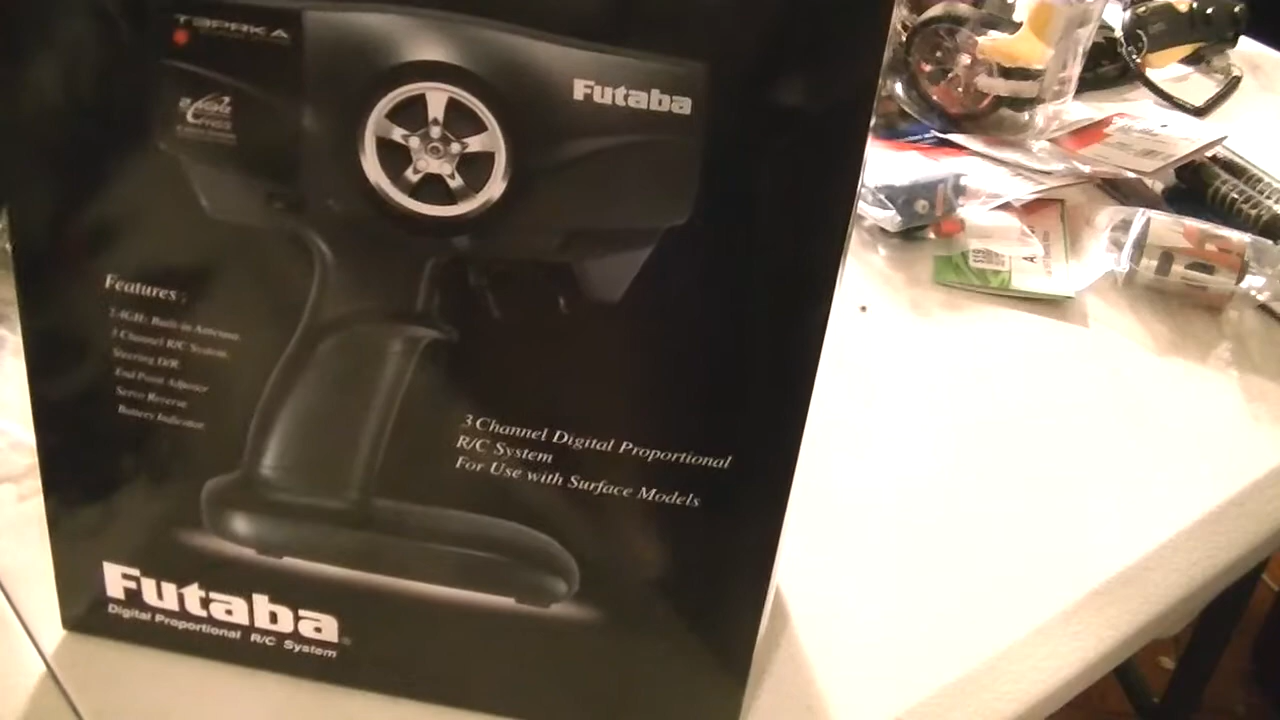 Futaba
Features :
2.4GHz Built-in Antenna
3 Channel R/C System
Steering D/R
End Point Adjuster
Servo Reverse
Battery Indicator
3 Channel Digital Proportional
R/C System
For Use with Surface Models
Futaba
Digital Proportional R/C System